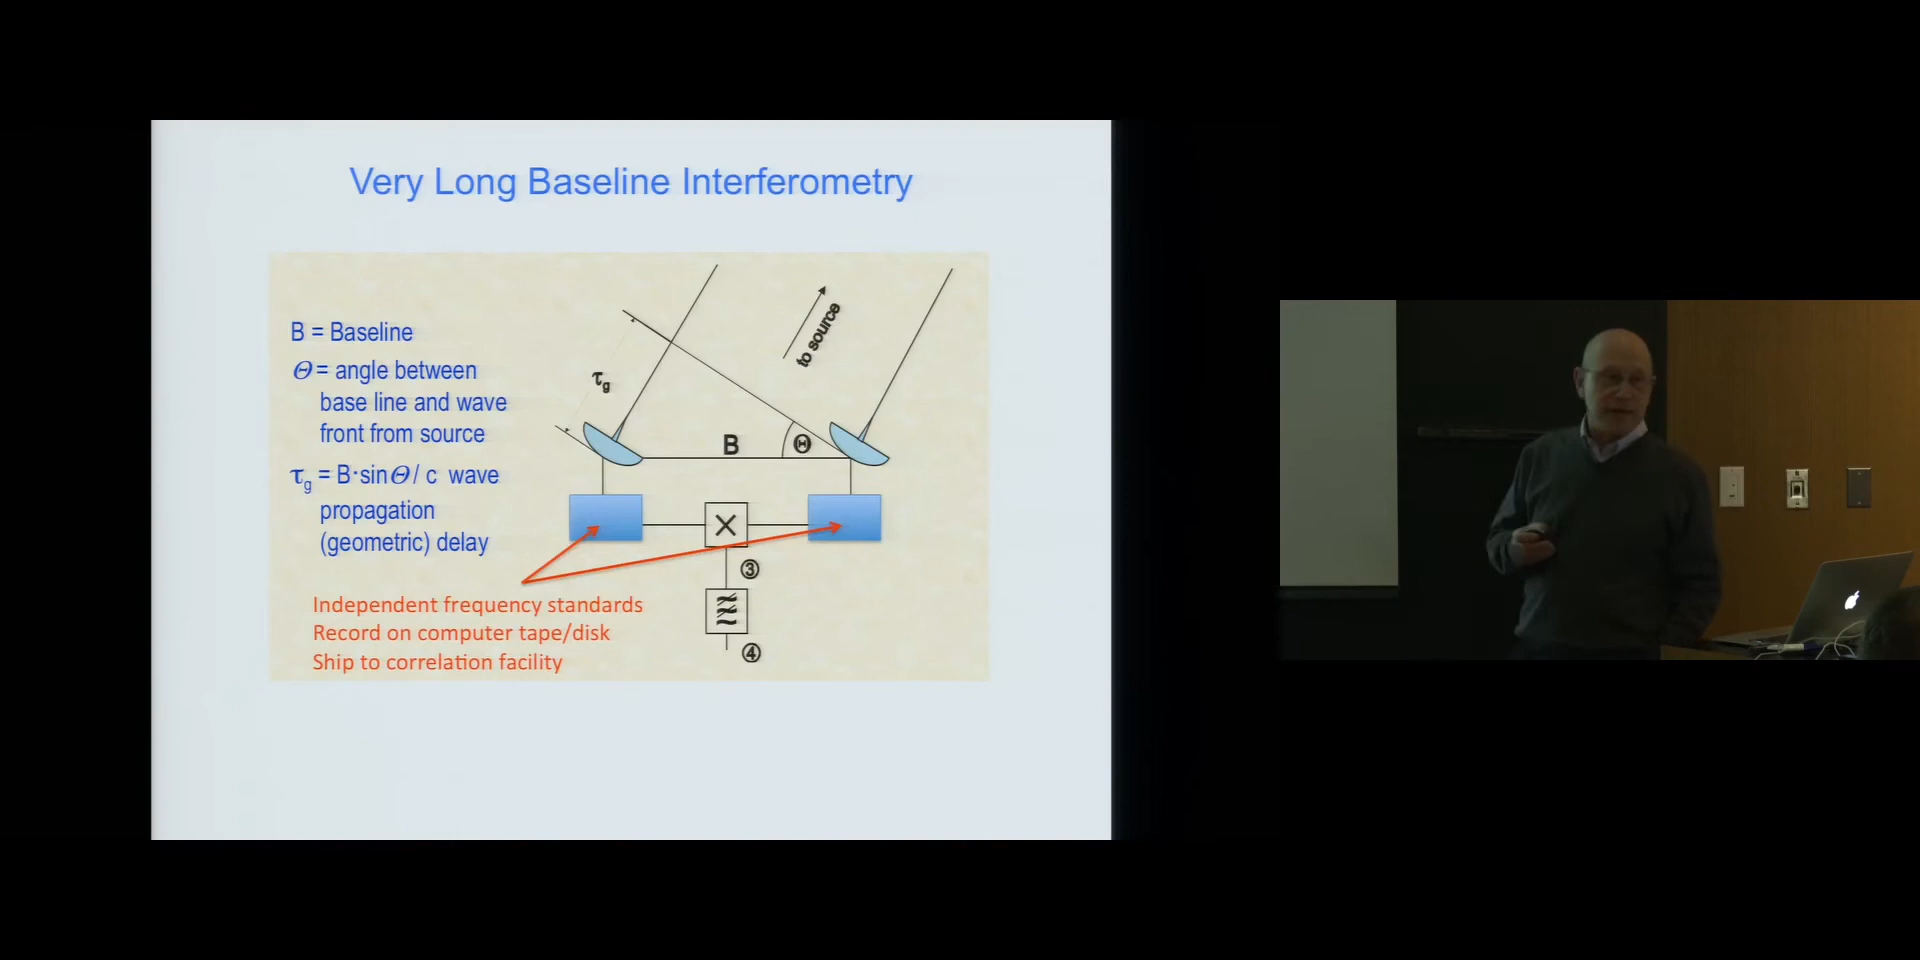 Very Long Baseline Interferometry
B = Baseline
Θ = angle between
base line and wave
front from source
τg = B·sinΘ / c wave
propagation
(geometric) delay
τg
to source
B
Θ
③
④
Independent frequency standards
Record on computer tape/disk
Ship to correlation facility